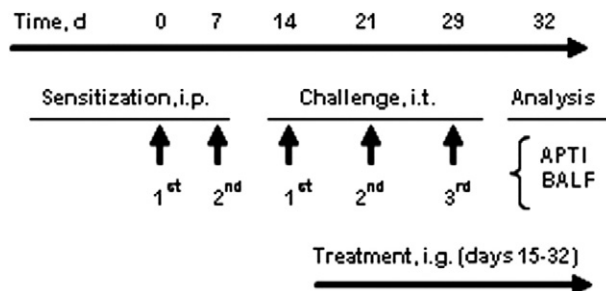 Time, d 0 7 14 21 29 32
Sensitization, i.p. Challenge, i.t. Analysis
1st 2nd 1st 2nd 3rd
APTI
BALF
Treatment, i.g. (days 15-32)